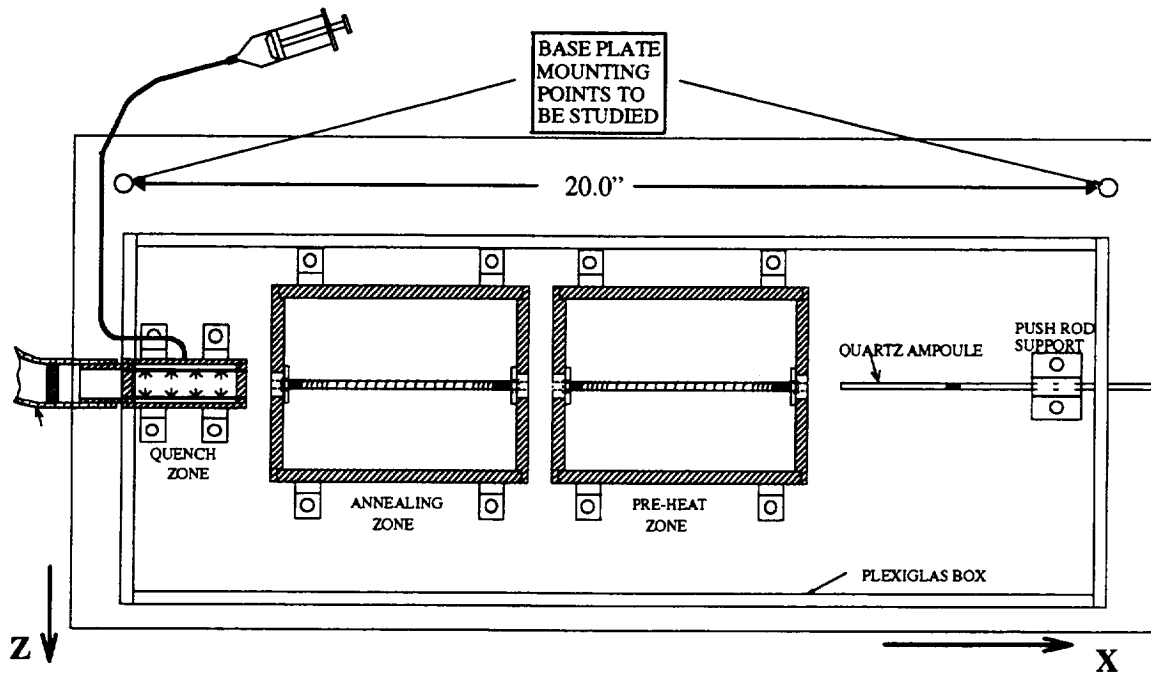 BASE PLATE
MOUNTING
POINTS TO
BE STUDIED
20.0"
PUSH ROD
SUPPORT
QUARTZ AMPOULE
QUENCH
ZONE
ANNEALING
ZONE
PRE-HEAT
ZONE
PLEXIGLAS BOX
Z
X